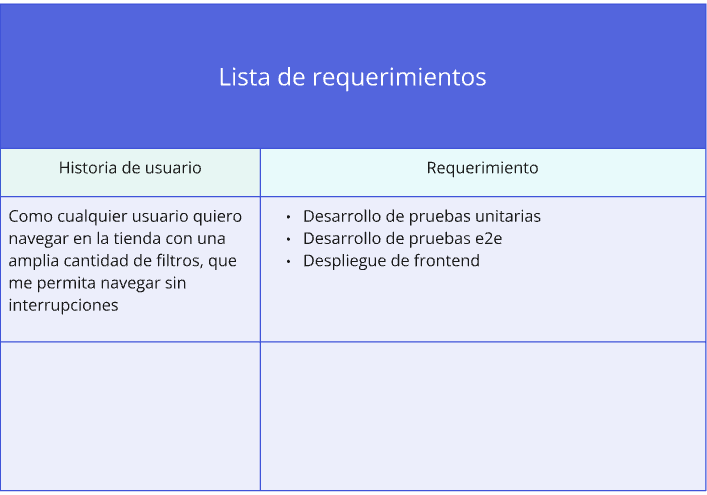 Lista de requerimientos
Historia de usuario
Requerimiento
Como cualquier usuario quiero
navegar en la tienda con una
amplia cantidad de filtros, que
me permita navegar sin
interrupciones
• Desarrollo de pruebas unitarias
• Desarrollo de pruebas e2e
• Despliegue de frontend